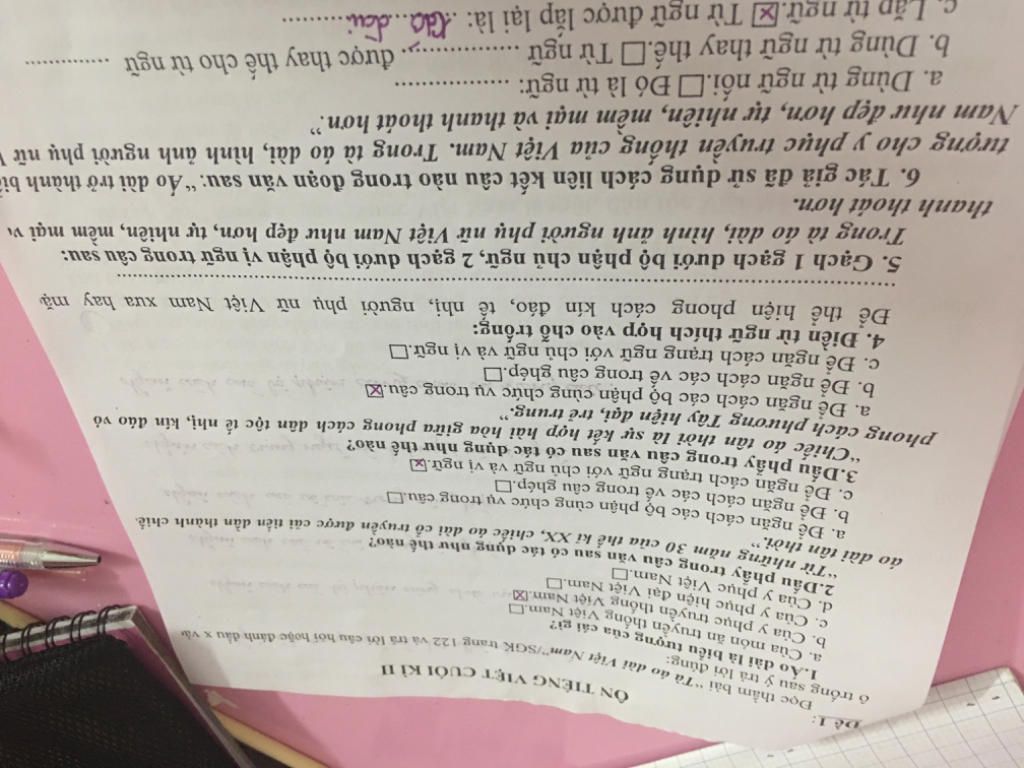 Đề 1:
ÔN TIẾNG VIỆT CUỐI KÌ II
Đọc thầm bài "Tà áo dài Việt Nam"/SGK trang 122 và trả lời câu hỏi hoặc đánh dấu x và
ô trống sau ý trả lời đúng:
1.Áo dài là biểu tượng của cái gì?
a. Của món ăn truyền thống Việt Nam.
b. Của y phục truyền thống Việt Nam.
c. Của y phục hiện đại Việt Nam.
d. Của y phục Việt Nam.
2.Dấu phẩy trong câu văn sau có tác dụng như thế nào?
"Từ những năm 30 của thế kỉ XX, chiếc áo dài cổ truyền được cải tiến dần thành chiếc
áo dài tân thời.".
a. Để ngăn cách các bộ phận cùng chức vụ trong câu.
b. Để ngăn cách các vế trong câu ghép.
c. Để ngăn cách trạng ngữ với chủ ngữ và vị ngữ.
3.Dấu phẩy trong câu văn sau có tác dụng như thế nào?
"Chiếc áo tân thời là sự kết hợp hài hòa giữa phong cách dân tộc tế nhị, kín đáo vớ
phong cách phương Tây hiện đại, trẻ trung.".
a. Để ngăn cách các bộ phận cùng chức vụ trong câu.
b. Để ngăn cách các vế trong câu ghép.
c. Để ngăn cách trạng ngữ với chủ ngữ và vị ngữ.
4. Điền từ ngữ thích hợp vào chỗ trống:
Để thể hiện phong cách kín đáo, tế nhị, người phụ nữ Việt Nam xưa hay mặ
5. Gạch 1 gạch dưới bộ phận chủ ngữ, 2 gạch dưới bộ phận vị ngữ trong câu sau:
Trong tà áo dài, hình ảnh người phụ nữ Việt Nam như đẹp hơn, tự nhiên, mềm mại v
thanh thoát hơn.
6. Tác giả đã sử dụng cách liên kết câu nào trong đoạn văn sau: "Áo dài trở thành biể
tượng cho y phục truyền thống của Việt Nam. Trong tà áo dài, hình ảnh người phụ nữ V
Nam như đẹp hơn, tự nhiên, mềm mại và thanh thoát hơn."
a. Dùng từ ngữ nối. Đó là từ ngữ: ..................
b. Dùng từ ngữ thay thế. Từ ngữ .................. được thay thế cho từ ngữ ..............
c. Lặp từ ngữ. Từ ngữ được lặp lại là: ...áo...dài...........